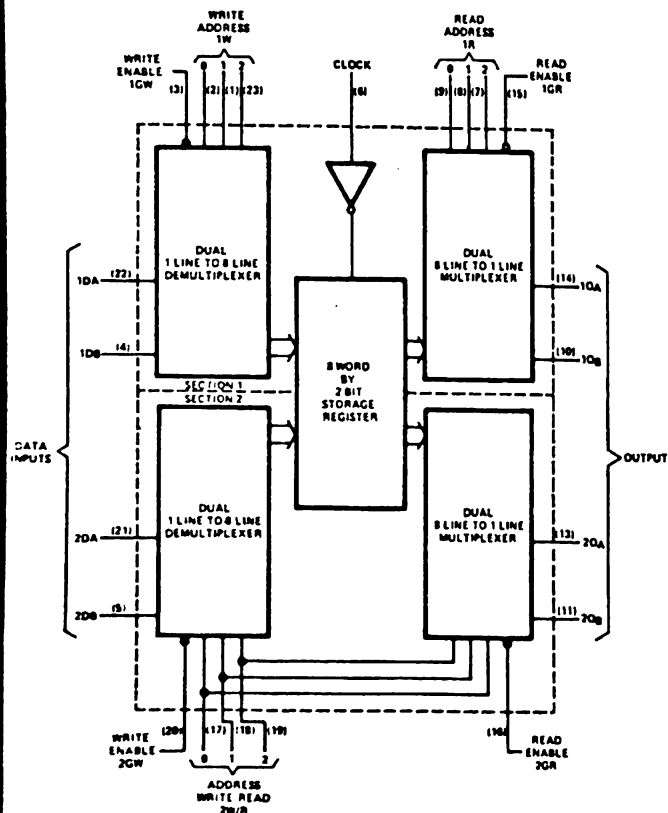 WRITE
ADDRESS
1W
0 1 2
WRITE
ENABLE
1GW
(3) (2) (1) (23)
CLOCK
(6)
READ
ADDRESS
1R
0 1 2
READ
ENABLE
1GR
(9) (8) (7) (15)
DUAL
1 LINE TO 8 LINE
DEMULTIPLEXER
DUAL
8 LINE TO 1 LINE
MULTIPLEXER
1DA (22)
1DB (4)
(14) 1QA
(10) 1QB
8 WORD
BY
2 BIT
STORAGE
REGISTER
SECTION 1
SECTION 2
DATA
INPUTS
OUTPUT
DUAL
1 LINE TO 8 LINE
DEMULTIPLEXER
DUAL
8 LINE TO 1 LINE
MULTIPLEXER
2DA (21)
2DB (5)
(13) 2QA
(11) 2QB
WRITE
ENABLE
2GW
(20) (17) (18) (19)
0 1 2
ADDRESS
WRITE READ
2W/R
(16)
READ
ENABLE
2GR